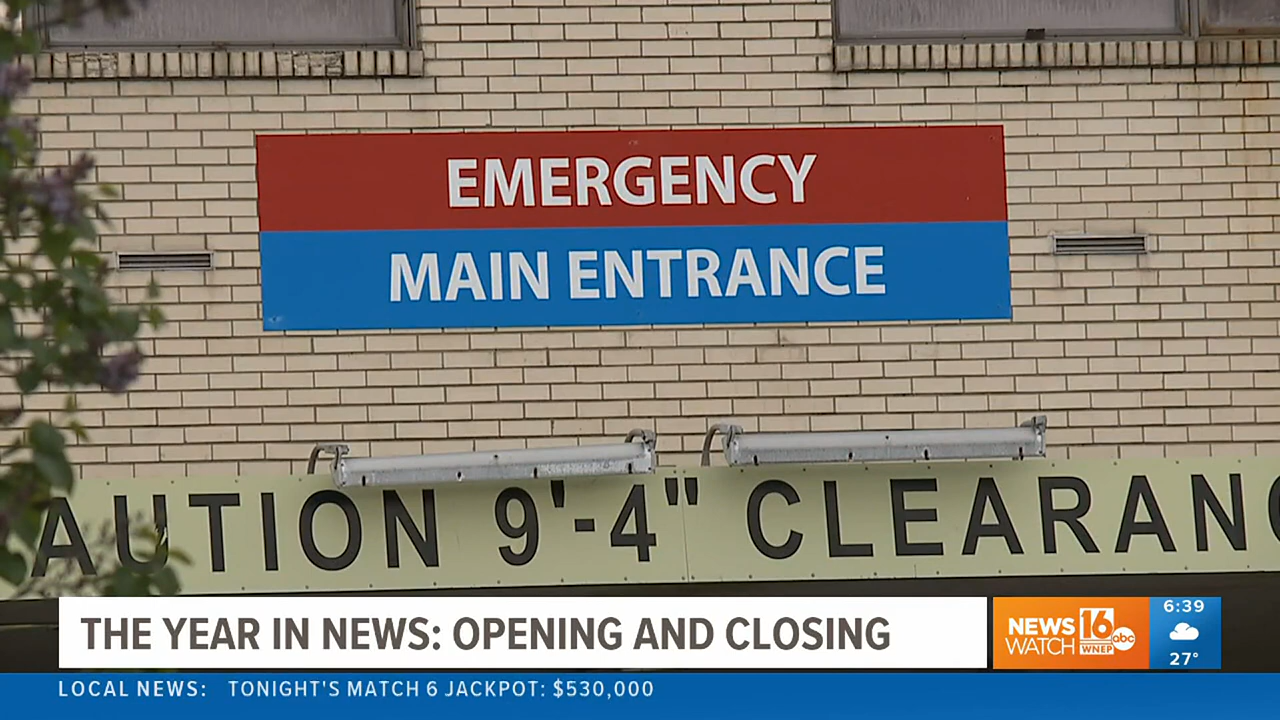 EMERGENCY
MAIN ENTRANCE
AUTION 9'-4" CLEARANC
THE YEAR IN NEWS: OPENING AND CLOSING
NEWS 16 abc
WATCH WNEP
6:39
27°
LOCAL NEWS: TONIGHT'S MATCH 6 JACKPOT: $530,000